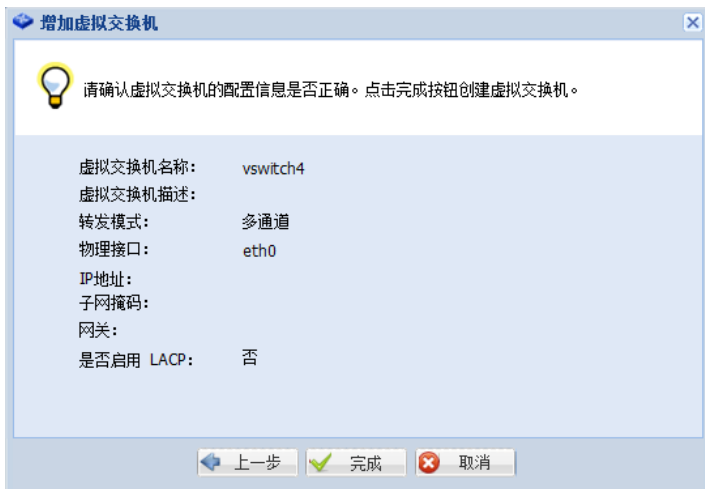 增加虚拟交换机
请确认虚拟交换机的配置信息是否正确。点击完成按钮创建虚拟交换机。
虚拟交换机名称： vswitch4
虚拟交换机描述：
转发模式： 多通道
物理接口： eth0
IP地址：
子网掩码：
网关：
是否启用 LACP： 否
上一步 完成 取消